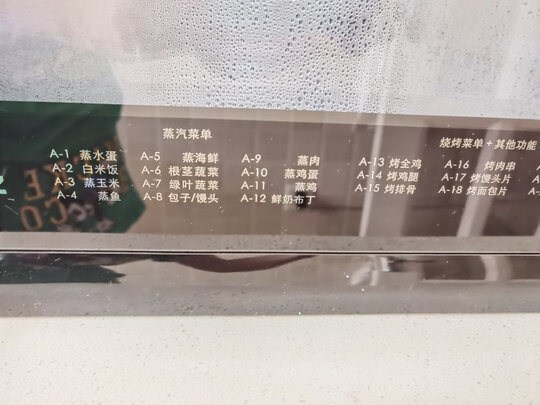 蒸汽菜单
A-1 蒸水蛋
A-2 白米饭
A-3 蒸玉米
A-4 蒸鱼
A-5 蒸海鲜
A-6 根茎蔬菜
A-7 绿叶蔬菜
A-8 包子/馒头
A-9 蒸肉
A-10 蒸鸡蛋
A-11 蒸鸡
A-12 鲜奶布丁
烧烤菜单+其他功能
A-13 烤全鸡
A-14 烤鸡腿
A-15 烤排骨
A-16 烤肉串
A-17 烤馒头片
A-18 烤面包片